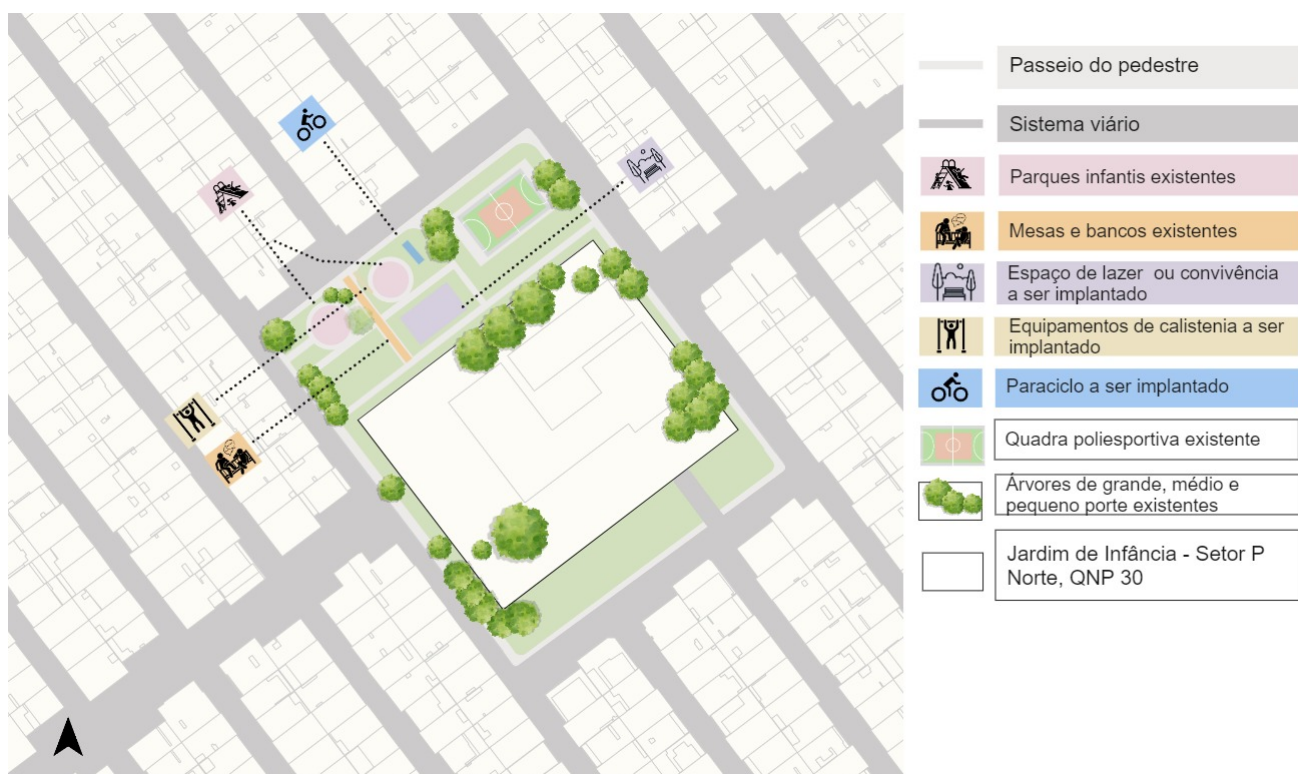 Passeio do pedestre
Sistema viário
Parques infantis existentes
Mesas e bancos existentes
Espaço de lazer ou convivência
a ser implantado
Equipamentos de calistenia a ser
implantado
Paraciclo a ser implantado
Quadra poliesportiva existente
Árvores de grande, médio e
pequeno porte existentes
Jardim de Infância - Setor P
Norte, QNP 30